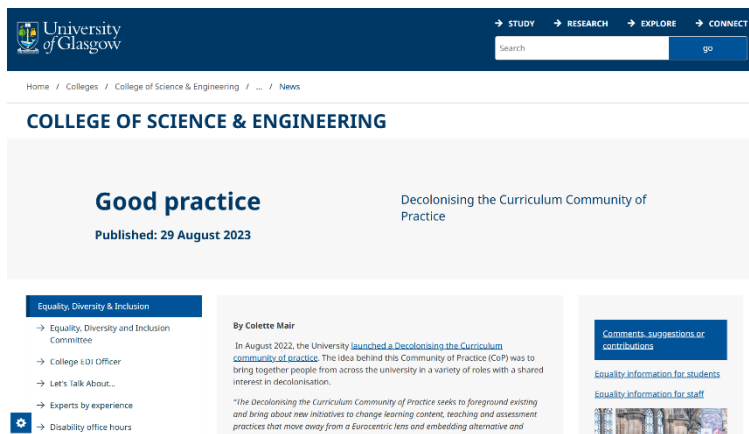 University
of Glasgow
→ STUDY → RESEARCH → EXPLORE → CONNECT
Search
go
Home / Colleges / College of Science & Engineering / ... / News
COLLEGE OF SCIENCE & ENGINEERING
Good practice
Published: 29 August 2023
Decolonising the Curriculum Community of
Practice
Equality, Diversity & Inclusion
→ Equality, Diversity and Inclusion
Committee
→ College EDI Officer
→ Let's Talk About...
→ Experts by experience
→ Disability office hours
By Colette Mair
In August 2022, the University launched a Decolonising the Curriculum
community of practice. The idea behind this Community of Practice (CoP) was to
bring together people from across the university in a variety of roles with a shared
interest in decolonisation.
"The Decolonising the Curriculum Community of Practice seeks to foreground existing
and bring about new initiatives to change learning content, teaching and assessment
practices that move away from a Eurocentric lens and embedding alternative and
Comments, suggestions or
contributions
Equality information for students
Equality information for staff